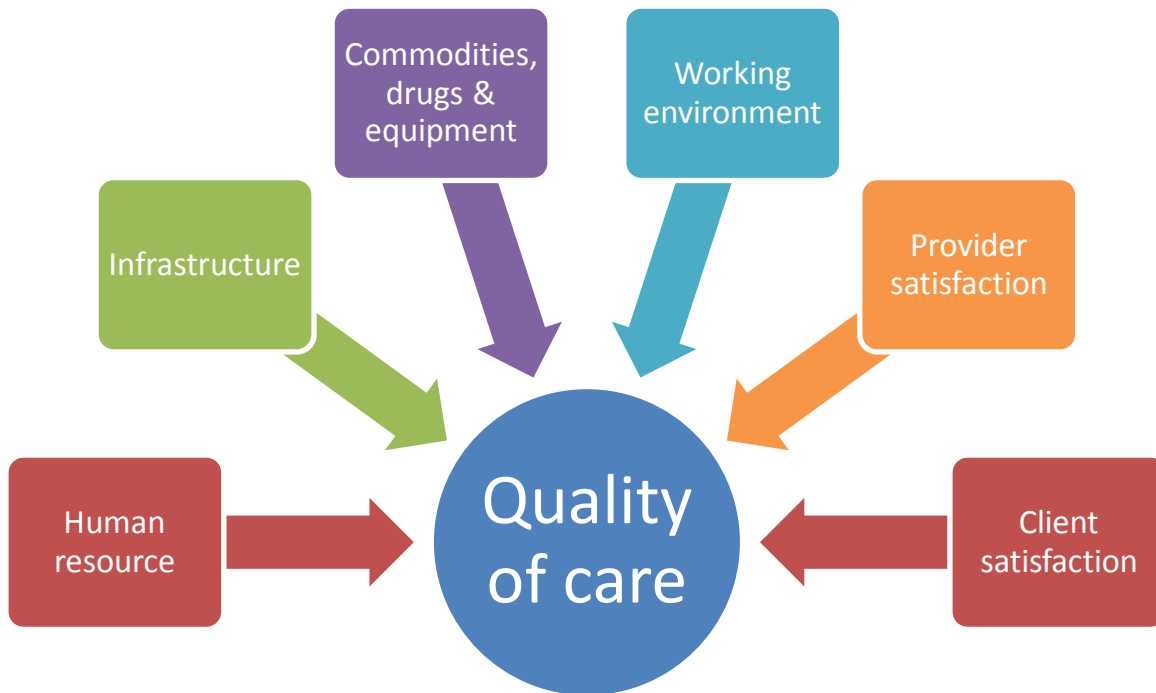 Commodities,
drugs &
equipment
Working
environment
Infrastructure
Provider
satisfaction
Human
resource
Quality
of care
Client
satisfaction